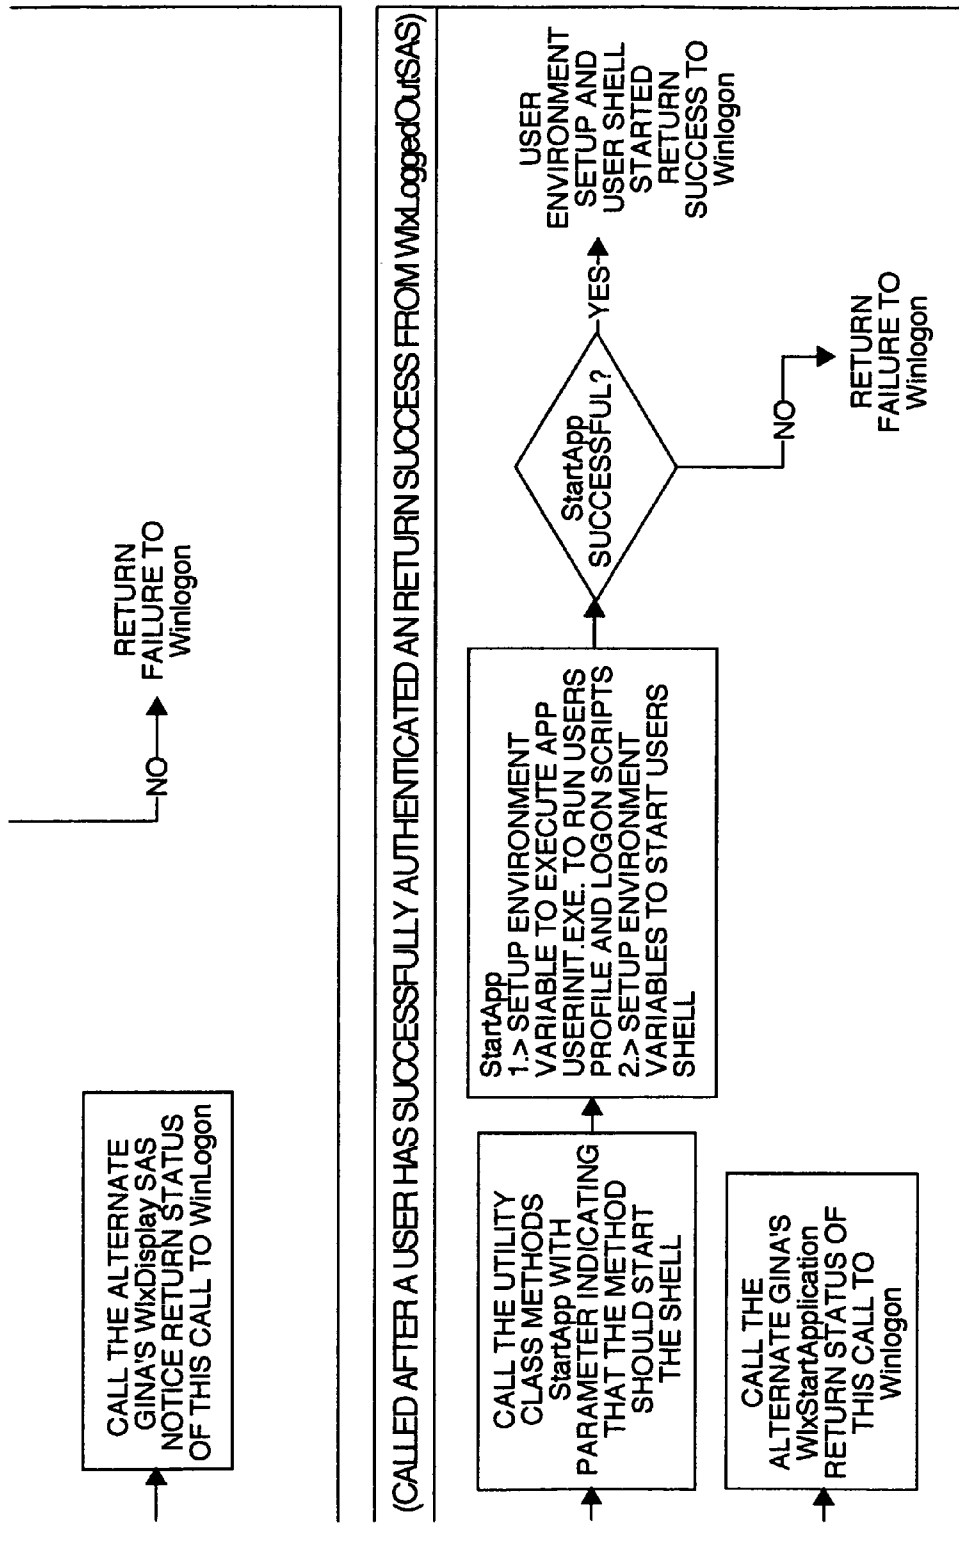 CALL THE ALTERNATE
GINA'S WlxDisplay SAS
NOTICE RETURN STATUS
OF THIS CALL TO WinLogon
NO
RETURN
FAILURE TO
Winlogon
(CALLED AFTER A USER HAS SUCCESSFULLY AUTHENTICATED AN RETURN SUCCESS FROM WlxLoggedOutSAS)
CALL THE UTILITY
CLASS METHODS
StartApp WITH
PARAMETER INDICATING
THAT THE METHOD
SHOULD START
THE SHELL
StartApp
1.> SETUP ENVIRONMENT
VARIABLE TO EXECUTE APP
USERINIT.EXE. TO RUN USERS
PROFILE AND LOGON SCRIPTS
2.> SETUP ENVIRONMENT
VARIABLES TO START USERS
SHELL
StartApp
SUCCESSFUL?
YES
USER
ENVIRONMENT
SETUP AND
USER SHELL
STARTED
RETURN
SUCCESS TO
Winlogon
NO
RETURN
FAILURE TO
Winlogon
CALL THE
ALTERNATE GINA'S
WlxStartApplication
RETURN STATUS OF
THIS CALL TO
Winlogon